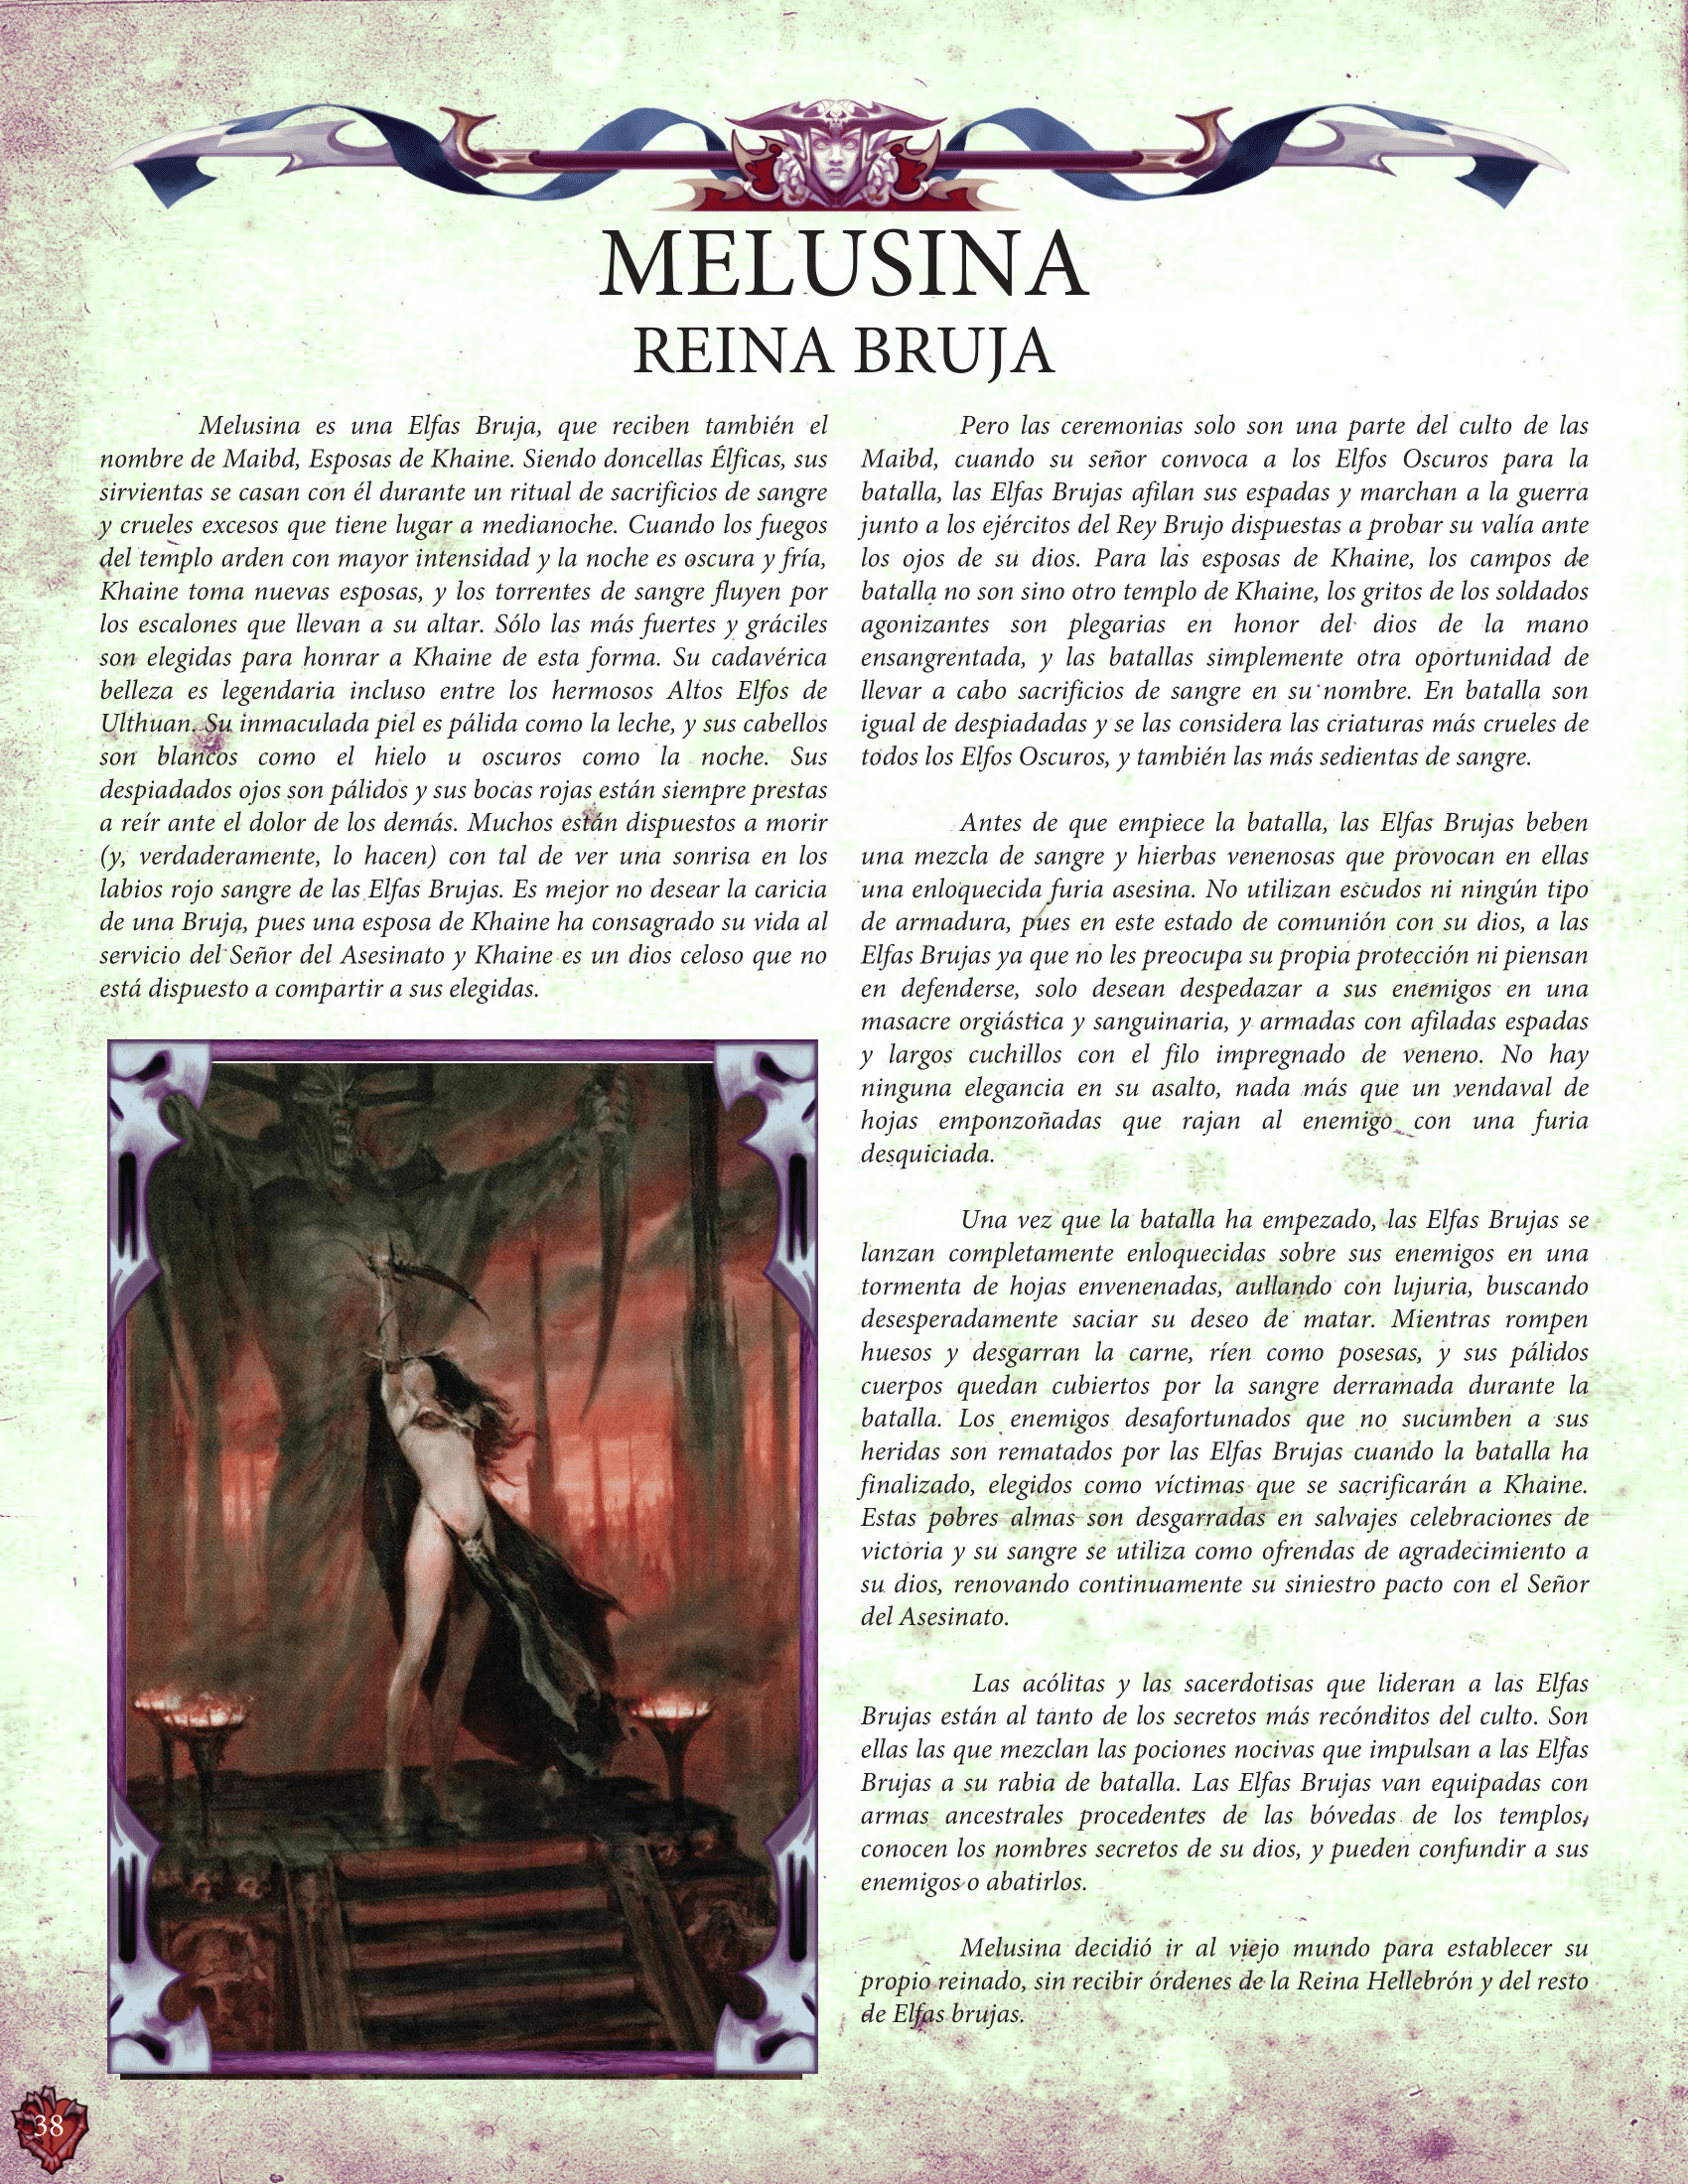 MELUSINA
REINA BRUJA
Melusina es una Elfas Bruja, que reciben también el
nombre de Maibd, Esposas de Khaine. Siendo doncellas Élficas, sus
sirvientas se casan con él durante un ritual de sacrificios de sangre
y crueles excesos que tiene lugar a medianoche. Cuando los fuegos
del templo arden con mayor intensidad y la noche es oscura y fría,
Khaine toma nuevas esposas, y los torrentes de sangre fluyen por
los escalones que llevan a su altar. Sólo las más fuertes y gráciles
son elegidas para honrar a Khaine de esta forma. Su cadavérica
belleza es legendaria incluso entre los hermosos Altos Elfos de
Ulthuan. Su inmaculada piel es pálida como la leche, y sus cabellos
son blancos como el hielo u oscuros como la noche. Sus
despiadados ojos son pálidos y sus bocas rojas están siempre prestas
a reír ante el dolor de los demás. Muchos están dispuestos a morir
(y, verdaderamente, lo hacen) con tal de ver una sonrisa en los
labios rojo sangre de las Elfas Brujas. Es mejor no desear la caricia
de una Bruja, pues una esposa de Khaine ha consagrado su vida al
servicio del Señor del Asesinato y Khaine es un dios celoso que no
está dispuesto a compartir a sus elegidas.
Pero las ceremonias solo son una parte del culto de las
Maibd, cuando su señor convoca a los Elfos Oscuros para la
batalla, las Elfas Brujas afilan sus espadas y marchan a la guerra
junto a los ejércitos del Rey Brujo dispuestas a probar su valía ante
los ojos de su dios. Para las esposas de Khaine, los campos de
batalla no son sino otro templo de Khaine, los gritos de los soldados
agonizantes son plegarias en honor del dios de la mano
ensangrentada, y las batallas simplemente otra oportunidad de
llevar a cabo sacrificios de sangre en su nombre. En batalla son
igual de despiadadas y se las considera las criaturas más crueles de
todos los Elfos Oscuros, y también las más sedientas de sangre.
Antes de que empiece la batalla, las Elfas Brujas beben
una mezcla de sangre y hierbas venenosas que provocan en ellas
una enloquecida furia asesina. No utilizan escudos ni ningún tipo
de armadura, pues en este estado de comunión con su dios, a las
Elfas Brujas ya que no les preocupa su propia protección ni piensan
en defenderse, solo desean despedazar a sus enemigos en una
masacre orgiástica y sanguinaria, y armadas con afiladas espadas
y largos cuchillos con el filo impregnado de veneno. No hay
ninguna elegancia en su asalto, nada más que un vendaval de
hojas emponzoñadas que rajan al enemigo con una furia
desquiciada.
Una vez que la batalla ha empezado, las Elfas Brujas se
lanzan completamente enloquecidas sobre sus enemigos en una
tormenta de hojas envenenadas, aullando con lujuria, buscando
desesperadamente saciar su deseo de matar. Mientras rompen
huesos y desgarran la carne, ríen como posesas, y sus pálidos
cuerpos quedan cubiertos por la sangre derramada durante la
batalla. Los enemigos desafortunados que no sucumben a sus
heridas son rematados por las Elfas Brujas cuando la batalla ha
finalizado, elegidos como víctimas que se sacrificarán a Khaine.
Estas pobres almas son desgarradas en salvajes celebraciones de
victoria y su sangre se utiliza como ofrendas de agradecimiento a
su dios, renovando continuamente su siniestro pacto con el Señor
del Asesinato.
Las acólitas y las sacerdotisas que lideran a las Elfas
Brujas están al tanto de los secretos más recónditos del culto. Son
ellas las que mezclan las pociones nocivas que impulsan a las Elfas
Brujas a su rabia de batalla. Las Elfas Brujas van equipadas con
armas ancestrales procedentes de las bóvedas de los templos,
conocen los nombres secretos de su dios, y pueden confundir a sus
enemigos o abatirlos.
Melusina decidió ir al viejo mundo para establecer su
propio reinado, sin recibir órdenes de la Reina Hellebrón y del resto
de Elfas brujas.
38